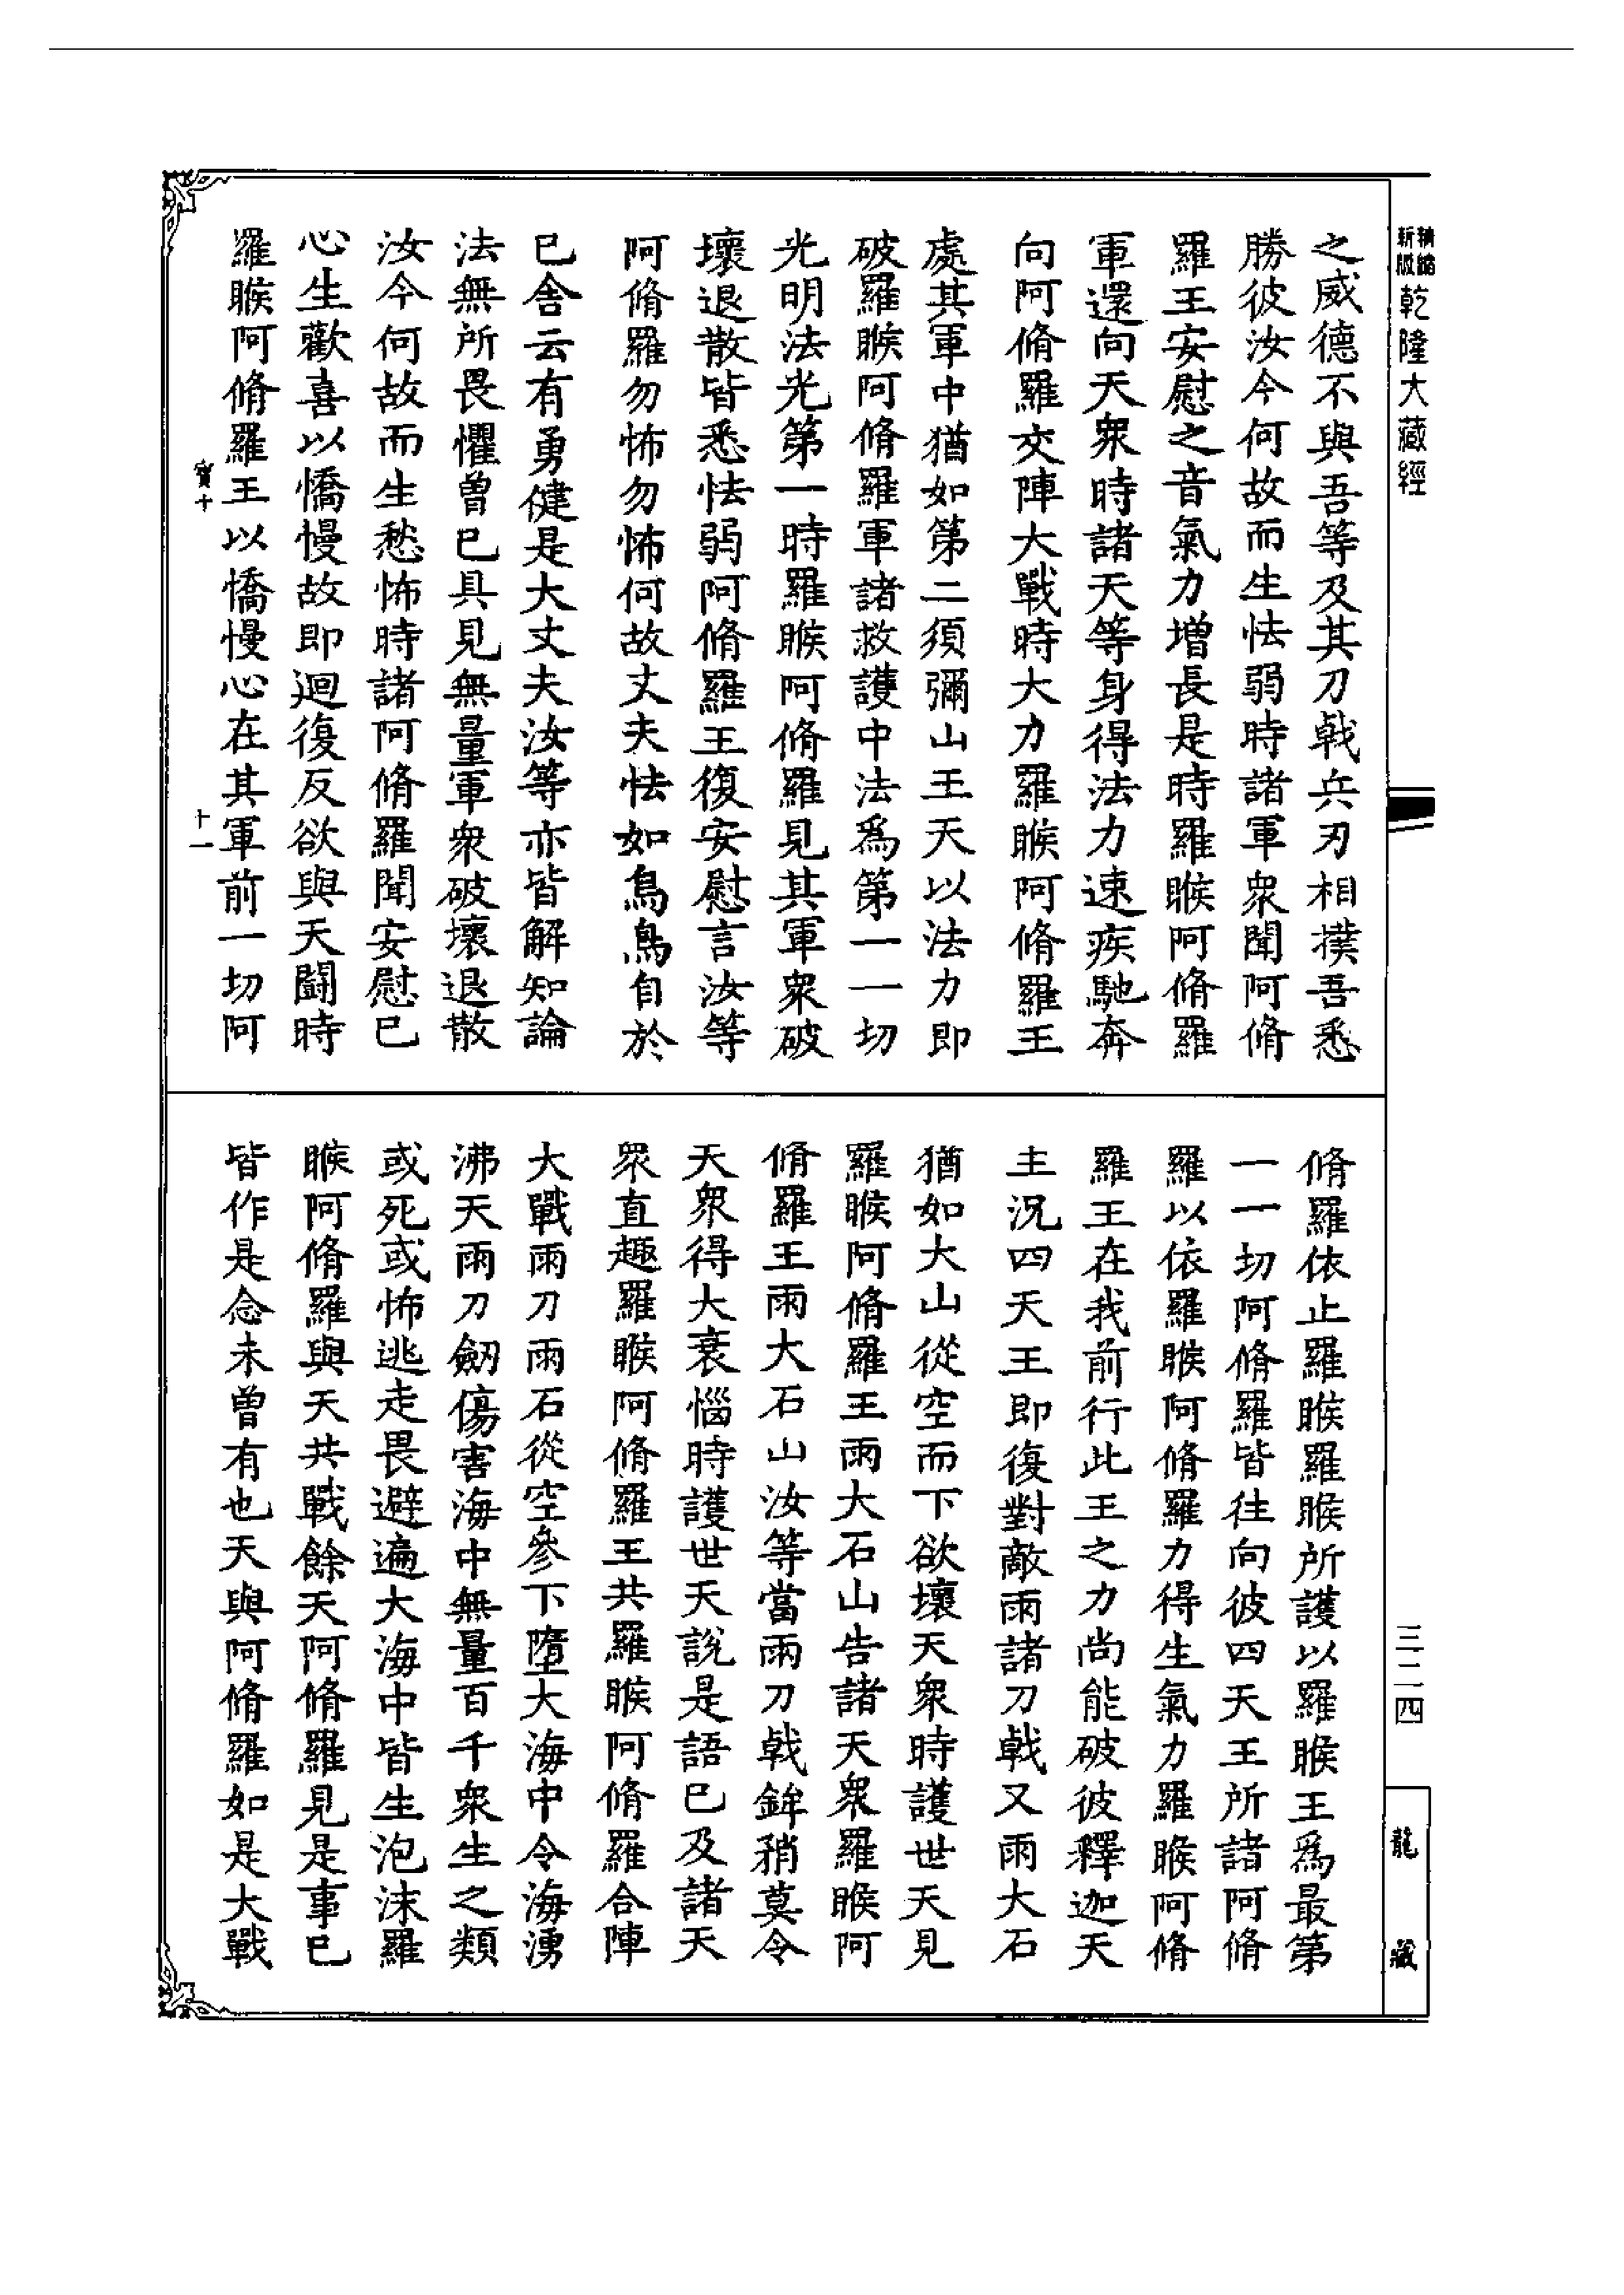 精縮
新版
乾隆大藏經
之威德不與吾等及其刀戟兵刃相撲吾悉
勝彼汝今何故而生怯弱時諸軍衆聞阿脩
羅王安慰之音氣力增長是時羅睺阿脩羅
軍還向天衆時諸天等身得法力速疾馳奔
向阿脩羅交陣大戰時大力羅睺阿脩羅王
處其軍中猶如第二須彌山王天以法力即
破羅睺阿脩羅軍諸救護中法爲第一一切
光明法光第一時羅睺阿脩羅見其軍衆破
壞退散皆悉怯弱阿脩羅王復安慰言汝等
阿脩羅勿怖勿怖何故丈夫怯如鳥鳥自於
已舍云有勇健是大丈夫汝等亦皆解知論
法無所畏懼曾已具見無量軍衆破壞退散
汝今何故而生愁怖時諸阿脩羅聞安慰已
心生歡喜以憍慢故即迴復反欲與天鬪時
羅睺阿脩羅王以憍慢心在其軍前一切阿
寶十
十一
脩羅依止羅睺羅睺所護以羅睺王爲最第
一一切阿脩羅皆往向彼四天王所諸阿脩
羅以依羅睺阿脩羅力得生氣力羅睺阿脩
羅王在我前行此王之力尚能破彼釋迦天
主況四天王即復對敵雨諸刀戟又雨大石
猶如大山從空而下欲壞天衆時護世天見
羅睺阿脩羅王雨大石山告諸天衆羅睺阿
脩羅王雨大石山汝等當雨刀戟鉾矟莫令
天衆得大衰惱時護世天說是語已及諸天
衆直趣羅睺阿脩羅王共羅睺阿脩羅合陣
大戰雨刀雨石從空參下墮大海中令海湧
沸天雨刀劒傷害海中無量百千衆生之類
或死或怖逃走畏避遍大海中皆生泡沫羅
睺阿脩羅與天共戰餘天阿脩羅見是事已
皆作是念未曾有也天與阿脩羅如是大戰
三二四
龍藏